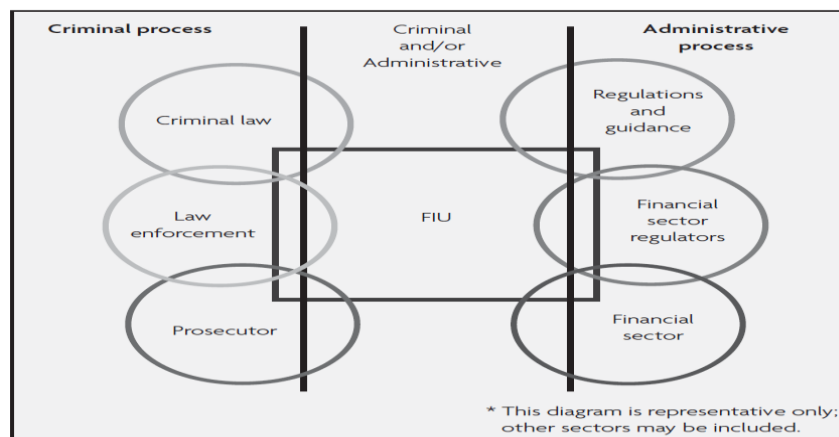 Criminal process
Criminal
and/or
Administrative
Administrative
process
Criminal law
Regulations
and
guidance
Law
enforcement
FIU
Financial
sector
regulators
Prosecutor
Financial
sector
* This diagram is representative only;
other sectors may be included.